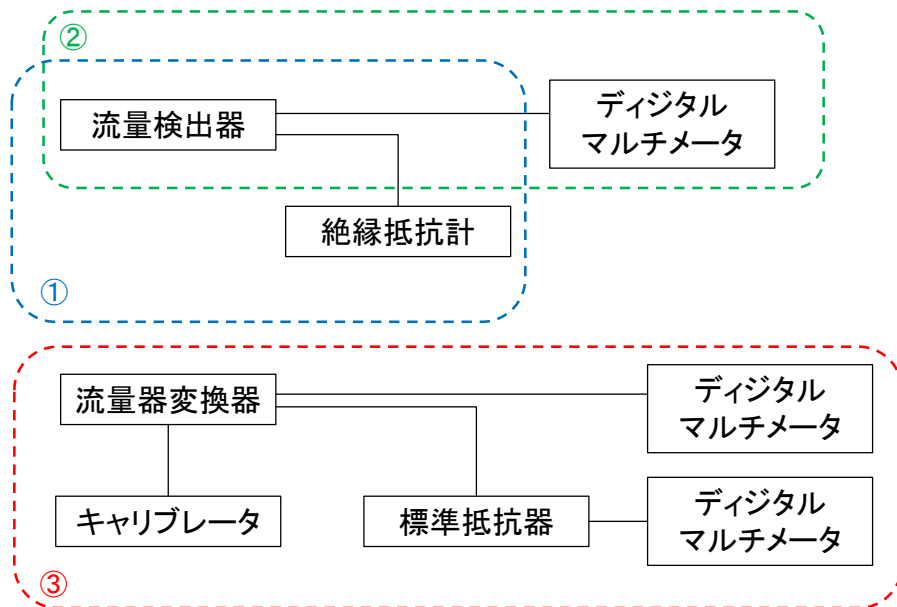 ②
流量検出器
ディジタル
マルチメータ
絶縁抵抗計
①
流量器変換器
ディジタル
マルチメータ
キャリブレータ
標準抵抗器
ディジタル
マルチメータ
③